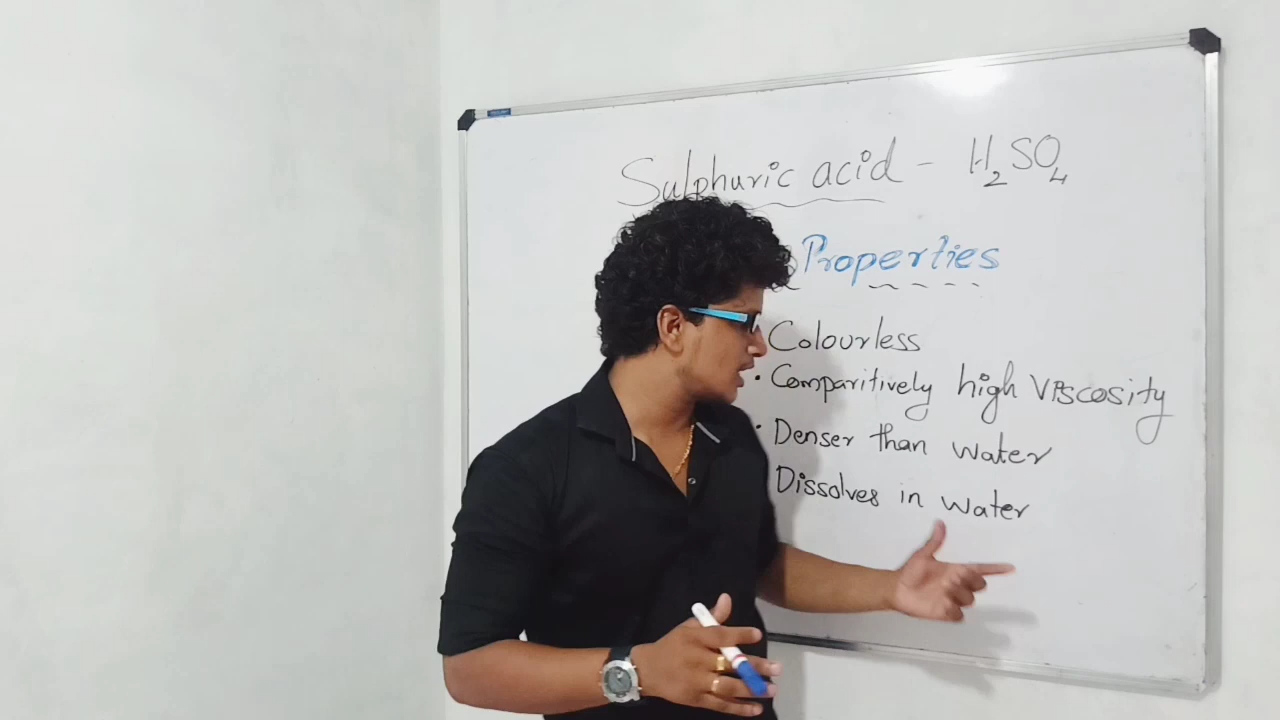 Sulphuric acid - H₂SO₄
Properties
Colourless
• Comparitively high Viscosity
• Denser than water
Dissolves in water